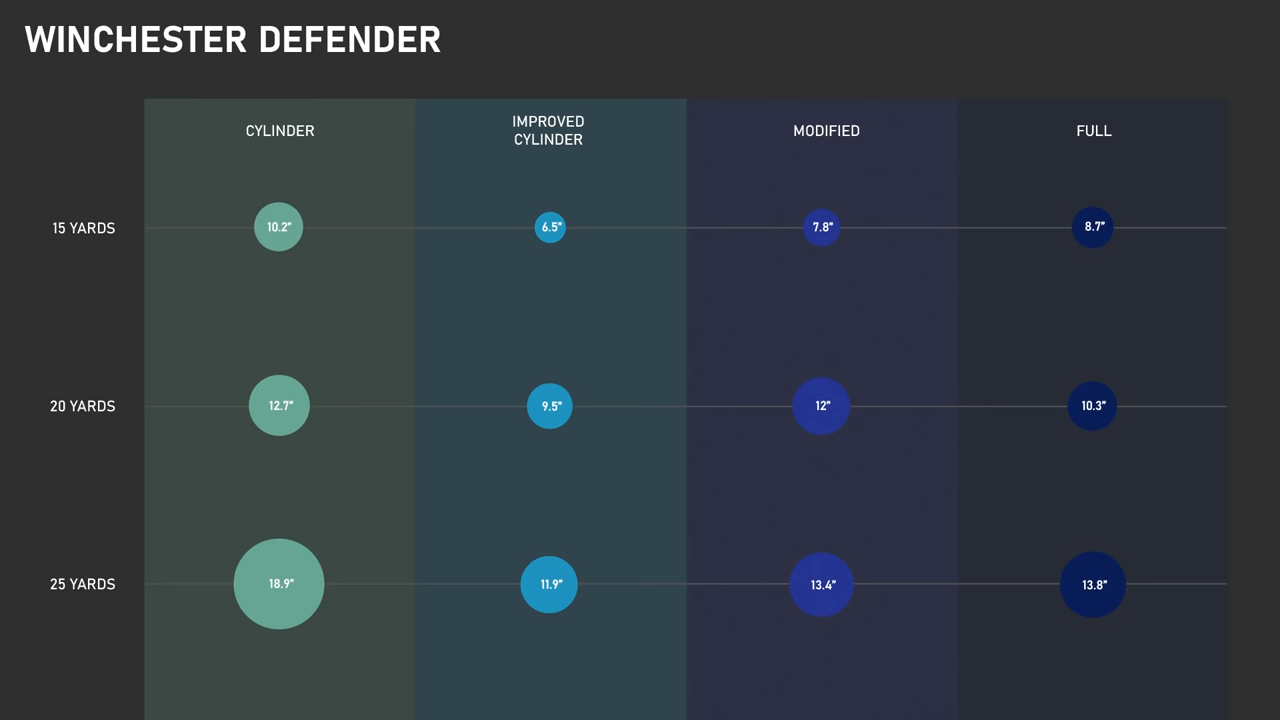 WINCHESTER DEFENDER
CYLINDER
IMPROVED
CYLINDER
MODIFIED
FULL
15 YARDS
10.2"
6.5"
7.8"
8.7"
20 YARDS
12.7"
9.5"
12"
10.3"
25 YARDS
18.9"
11.9"
13.4"
13.8"